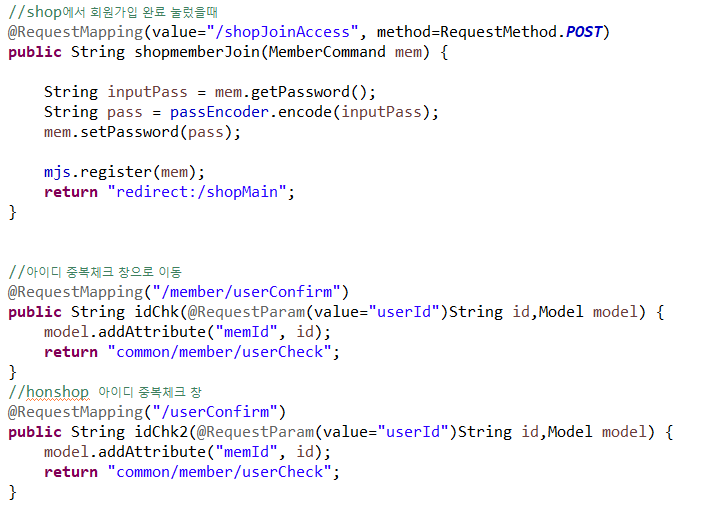 //shop에서 회원가입 완료 눌렀을때
@RequestMapping(value="/shopJoinAccess", method=RequestMethod.POST)
public String shopmemberJoin(MemberCommand mem) {
String inputPass = mem.getPassword();
String pass = passEncoder.encode(inputPass);
mem.setPassword(pass);
mjs.register(mem);
return "redirect:/shopMain";
}
//아이디 중복체크 창으로 이동
@RequestMapping("/member/userConfirm")
public String idChk(@RequestParam(value="userId")String id,Model model) {
model.addAttribute("memId", id);
return "common/member/userCheck";
}
//honshop 아이디 중복체크 창
@RequestMapping("/userConfirm")
public String idChk2(@RequestParam(value="userId")String id,Model model) {
model.addAttribute("memId", id);
return "common/member/userCheck";
}